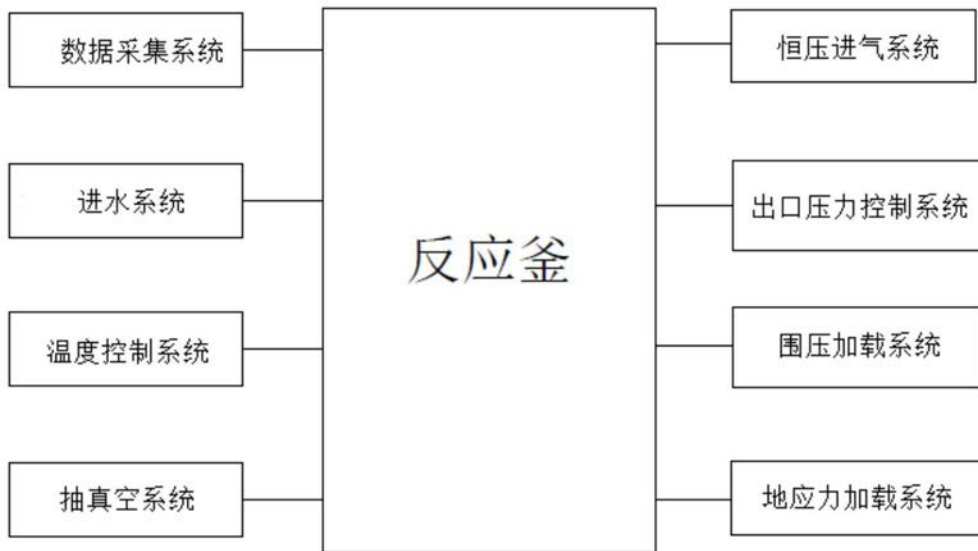 数据采集系统
进水系统
温度控制系统
抽真空系统
反应釜
恒压进气系统
出口压力控制系统
围压加载系统
地应力加载系统